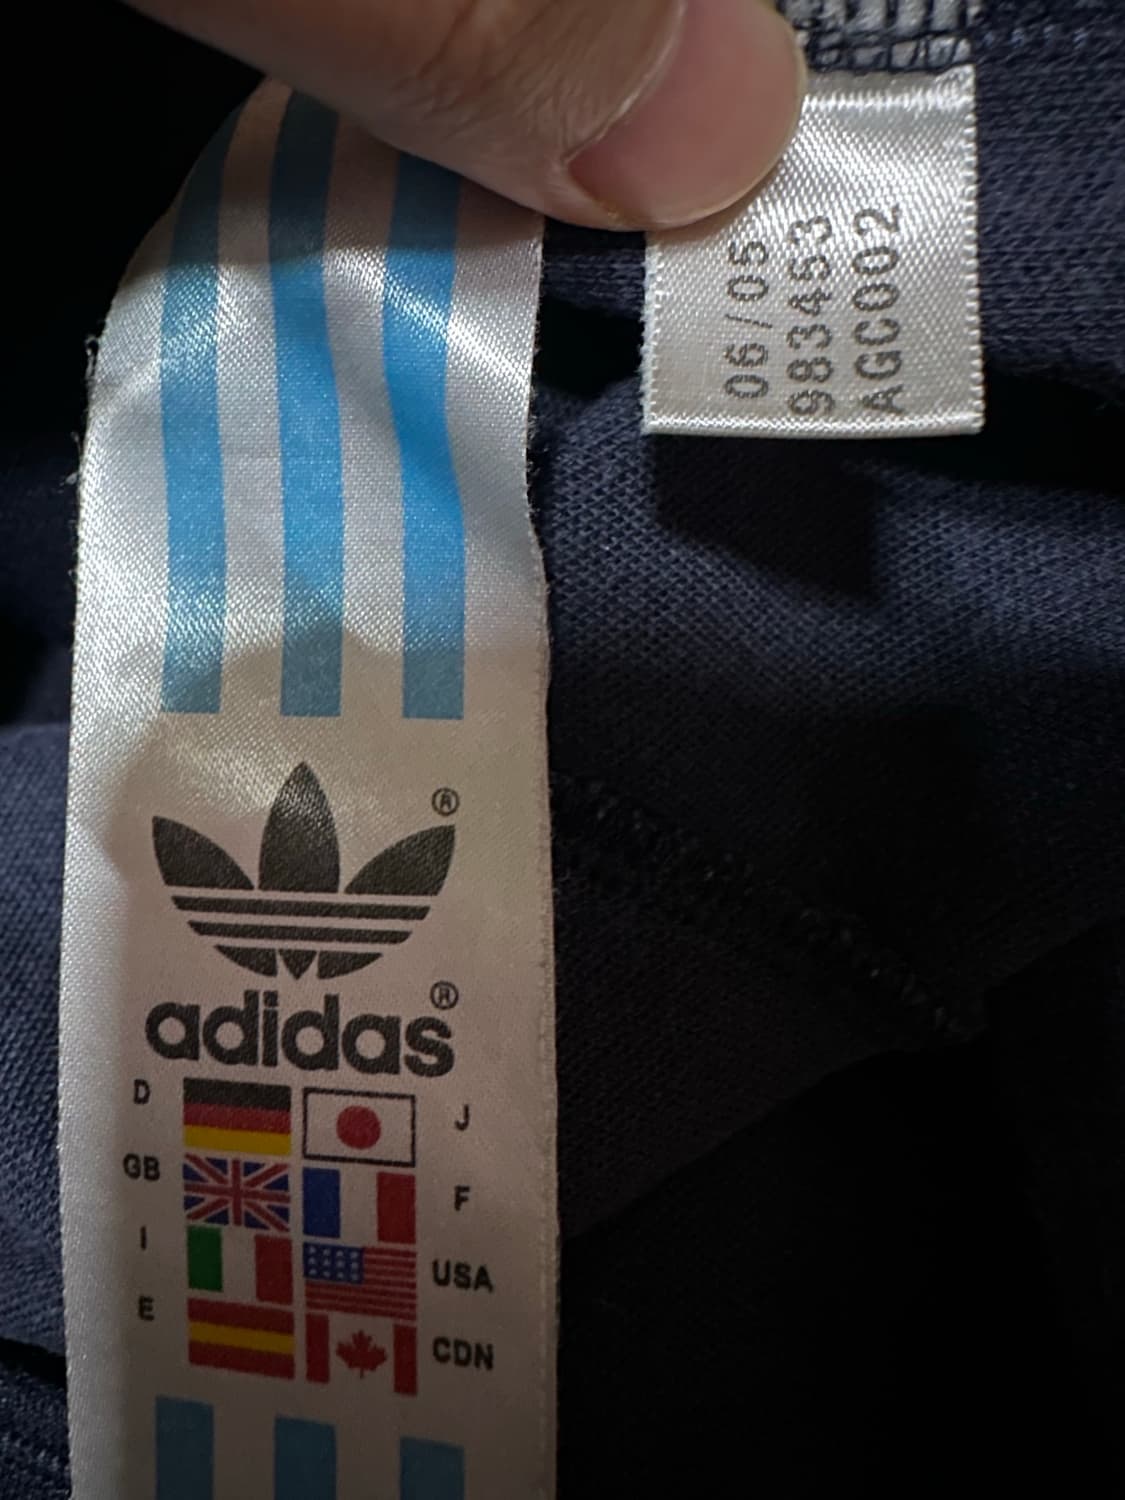 06/05
983453
AGC002
®
adidas®
D
J
GB
F
I
USA
E
CDN